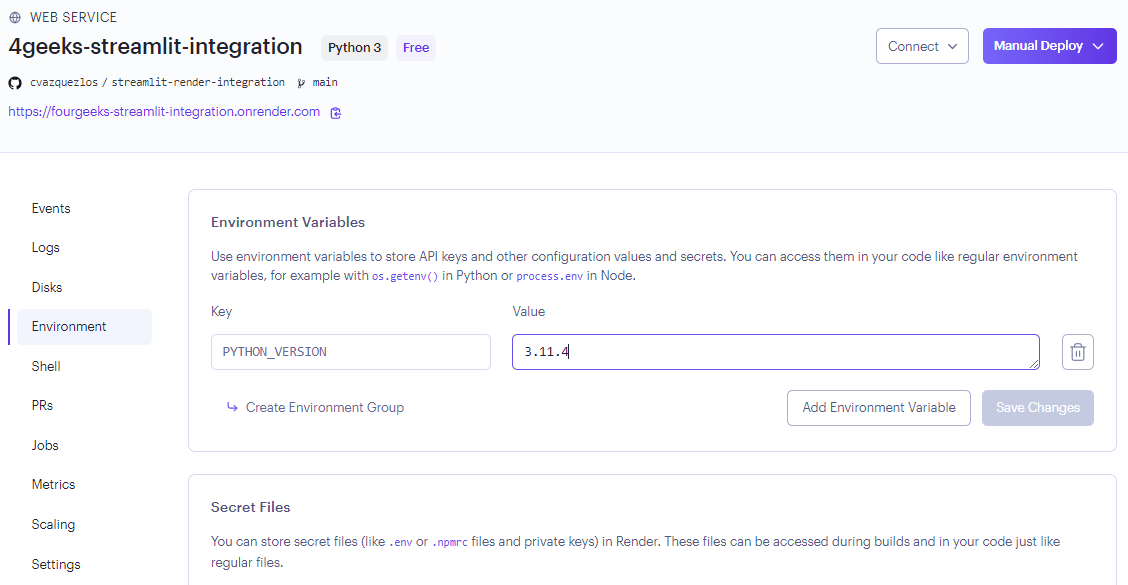 WEB SERVICE
4geeks-streamlit-integration Python 3 Free
Connect Manual Deploy
cvazquezlos / streamlit-render-integration main
https://fourgeeks-streamlit-integration.onrender.com
Events
Logs
Disks
Environment
Shell
PRs
Jobs
Metrics
Scaling
Settings
Environment Variables
Use environment variables to store API keys and other configuration values and secrets. You can access them in your code like regular environment
variables, for example with os.getenv() in Python or process.env in Node.
Key Value
PYTHON_VERSION 3.11.4
Create Environment Group Add Environment Variable Save Changes
Secret Files
You can store secret files (like .env or .npmrc files and private keys) in Render. These files can be accessed during builds and in your code just like
regular files.